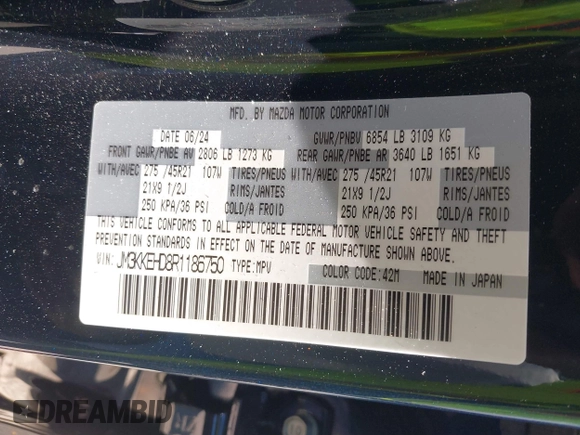 MFD. BY MAZDA MOTOR CORPORATION
DATE 06/24 GVWR/PNBV 6854 LB 3109 KG
FRONT GAWR/PNBE AV 2806 LB 1273 KG REAR GAWR/PNBE AR 3640 LB 1651 KG
WITH/AVEC 275 /45R21 107W TIRES/PNEUS WITH/AVEC 275 /45R21 107W TIRES/PNEUS
21X9 1/2J RIMS/JANTES 21X9 1/2J RIMS/JANTES
250 KPA/36 PSI COLD/A FROID 250 KPA/36 PSI COLD/A FROID
THIS VEHICLE CONFORMS TO ALL APPLICABLE FEDERAL MOTOR VEHICLE SAFETY AND THEFT
PREVENTION STANDARDS IN EFFECT ON THE DATE OF MANUFACTURE SHOWN ABOVE.
VIN: JM3KKEHD8R1186750 TYPE:MPV COLOR CODE:42M MADE IN JAPAN
DREAMBID